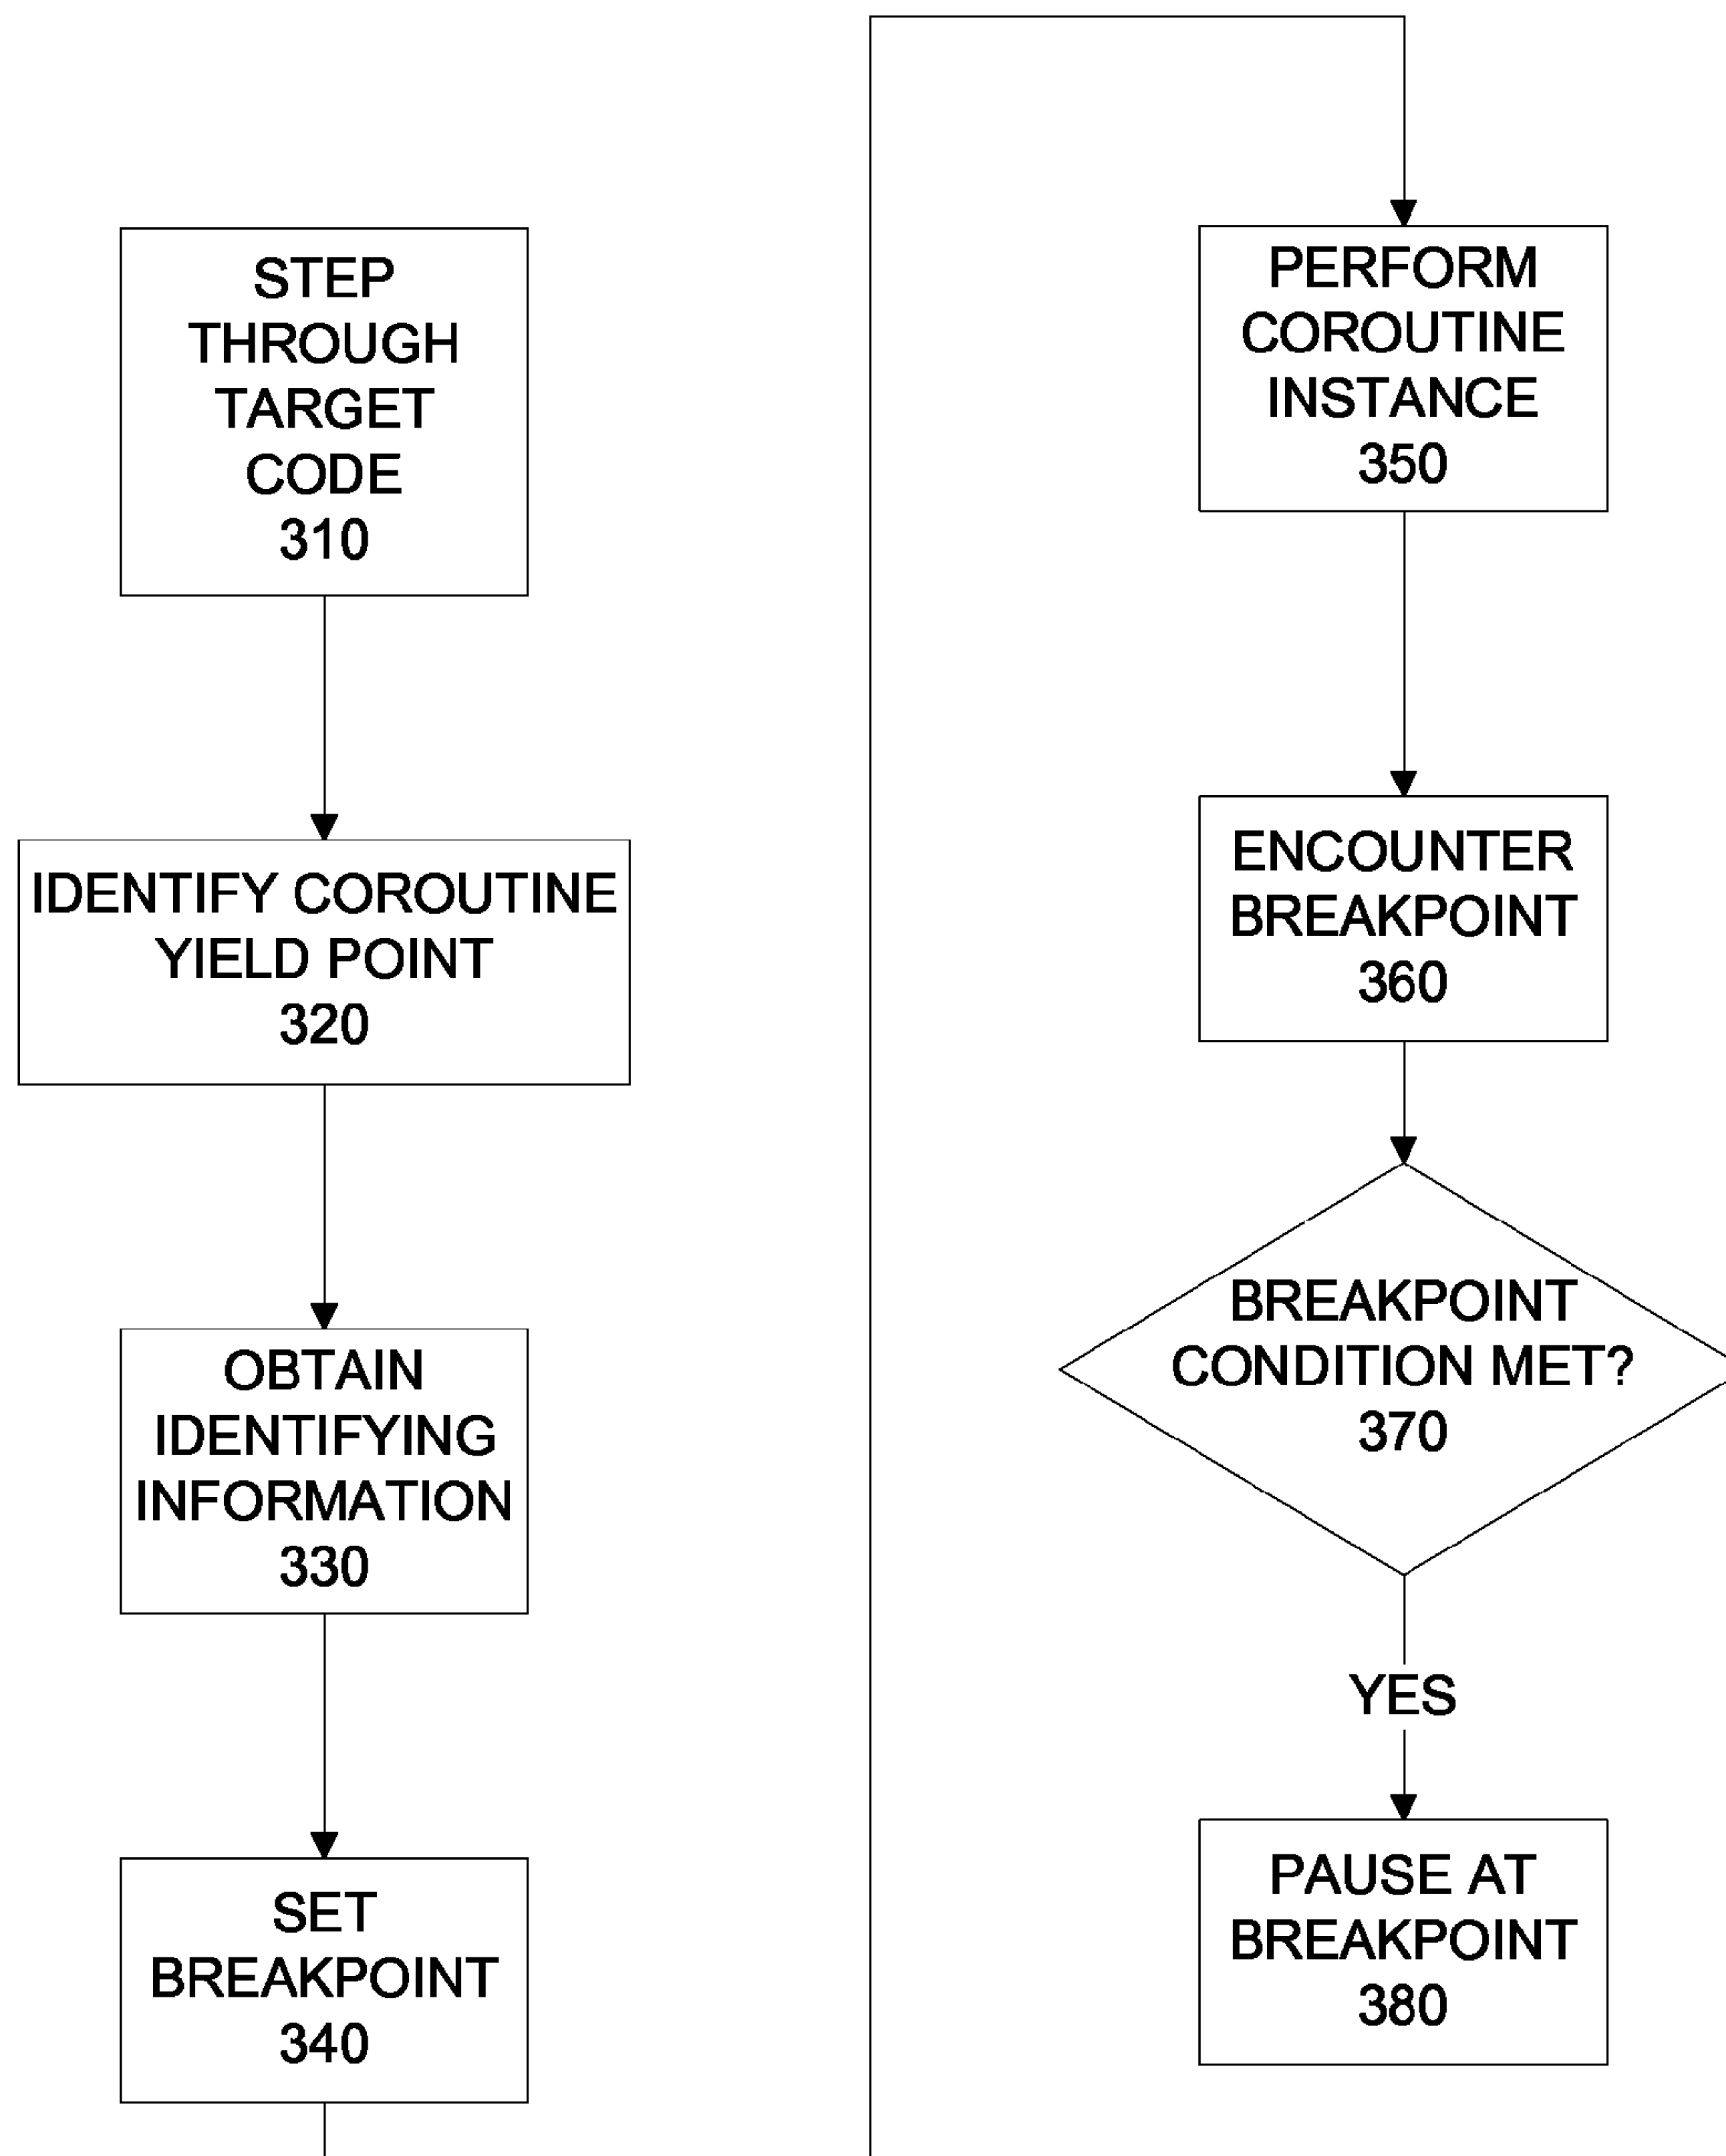 STEP
THROUGH
TARGET
CODE
310
IDENTIFY COROUTINE
YIELD POINT
320
OBTAIN
IDENTIFYING
INFORMATION
330
SET
BREAKPOINT
340
PERFORM
COROUTINE
INSTANCE
350
ENCOUNTER
BREAKPOINT
360
BREAKPOINT
CONDITION MET?
370
YES
PAUSE AT
BREAKPOINT
380